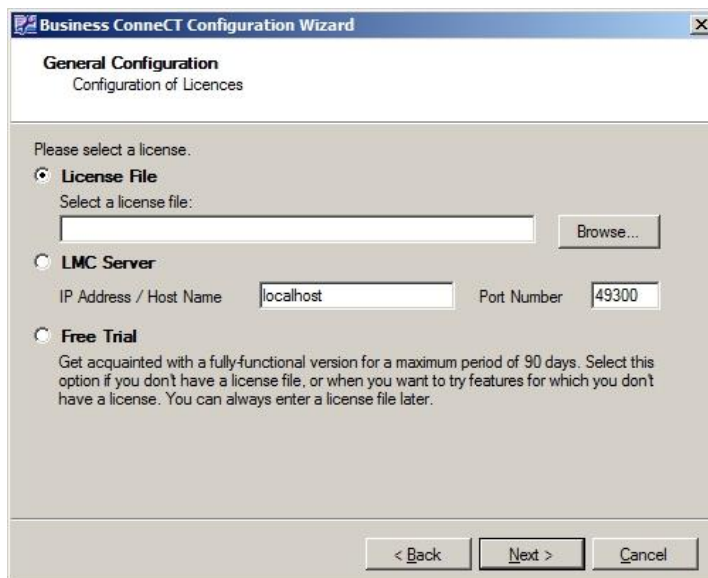 Business ConneCT Configuration Wizard
General Configuration
Configuration of Licences
Please select a license.
License File
Select a license file:
Browse...
LMC Server
IP Address / Host Name localhost Port Number 49300
Free Trial
Get acquainted with a fully-functional version for a maximum period of 90 days. Select this
option if you don't have a license file, or when you want to try features for which you don't
have a license. You can always enter a license file later.
< Back Next > Cancel